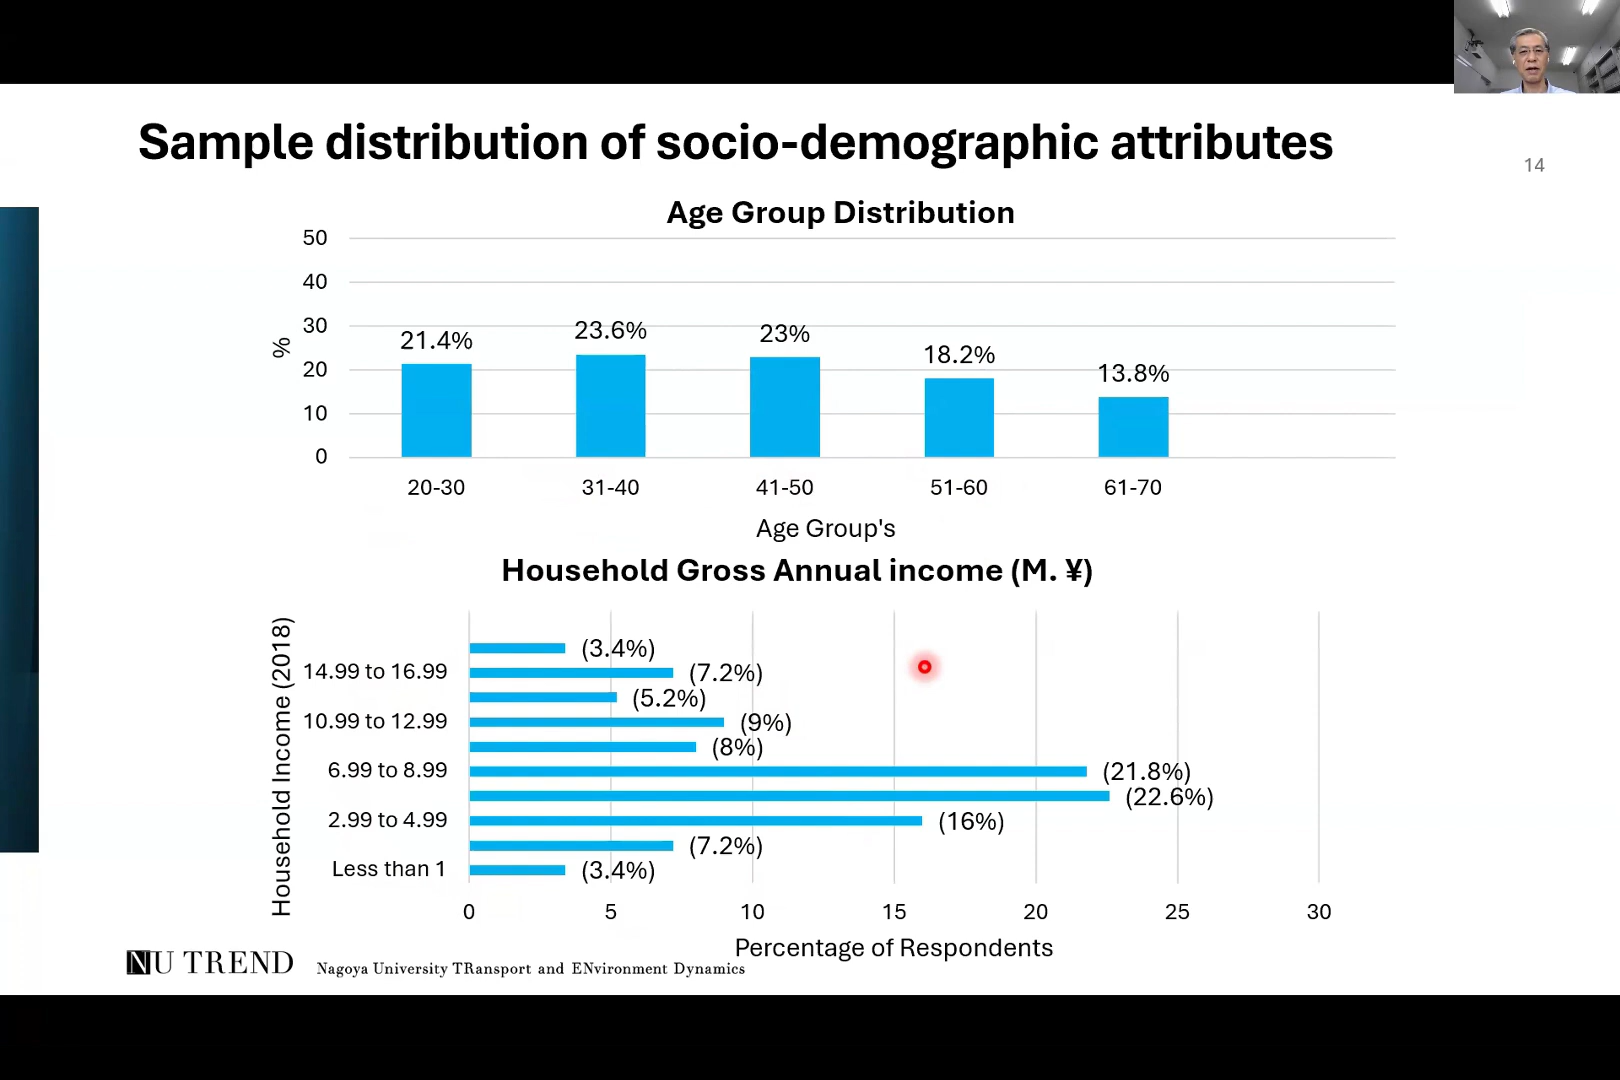 Sample distribution of socio-demographic attributes
14
Age Group Distribution
50
40
30
20
10
0
%
21.4%
23.6%
23%
18.2%
13.8%
20-30
31-40
41-50
51-60
61-70
Age Group's
Household Gross Annual income (M. ¥)
Household Income (2018)
(3.4%)
14.99 to 16.99 (7.2%)
(5.2%)
10.99 to 12.99 (9%)
(8%)
6.99 to 8.99 (21.8%)
(22.6%)
2.99 to 4.99 (16%)
(7.2%)
Less than 1 (3.4%)
0 5 10 15 20 25 30
Percentage of Respondents
NU TREND Nagoya University TRansport and ENvironment Dynamics